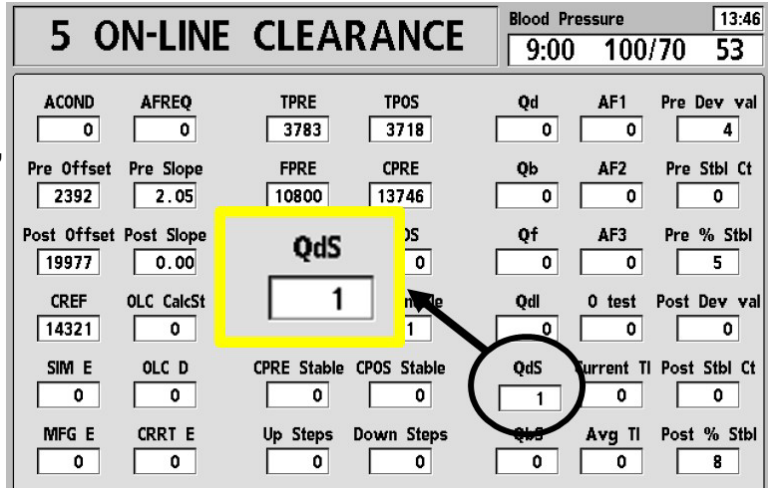 5 ON-LINE CLEARANCE
Blood Pressure 13:46
9:00 100/70 53
ACOND AFREQ TPRE TPOS Qd AF1 Pre Dev val
0 0 3783 3718 0 0 4
Pre Offset Pre Slope FPRE CPRE Qb AF2 Pre Stbl Ct
2392 2.05 10800 13746 0 0 0
Post Offset Post Slope Qf AF3 Pre % Stbl
19977 0.00 0 0 0 5
QdS
1
CREF OLC CalcSt QdI O test Post Dev val
14321 0 1 0 0 0
SIM E OLC D CPRE Stable CPOS Stable QdS Current TI Post Stbl Ct
0 0 0 0 1 0 0
MFG E CRRT E Up Steps Down Steps QbS Avg TI Post % Stbl
0 0 0 0 0 0 8